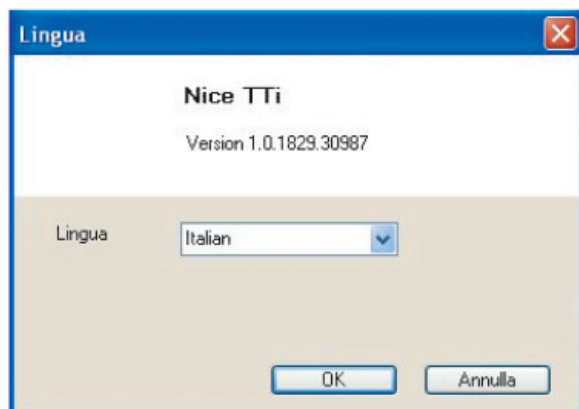 Lingua
Nice TTi
Version 1.0.1829.30987
Lingua Italian
OK Annulla